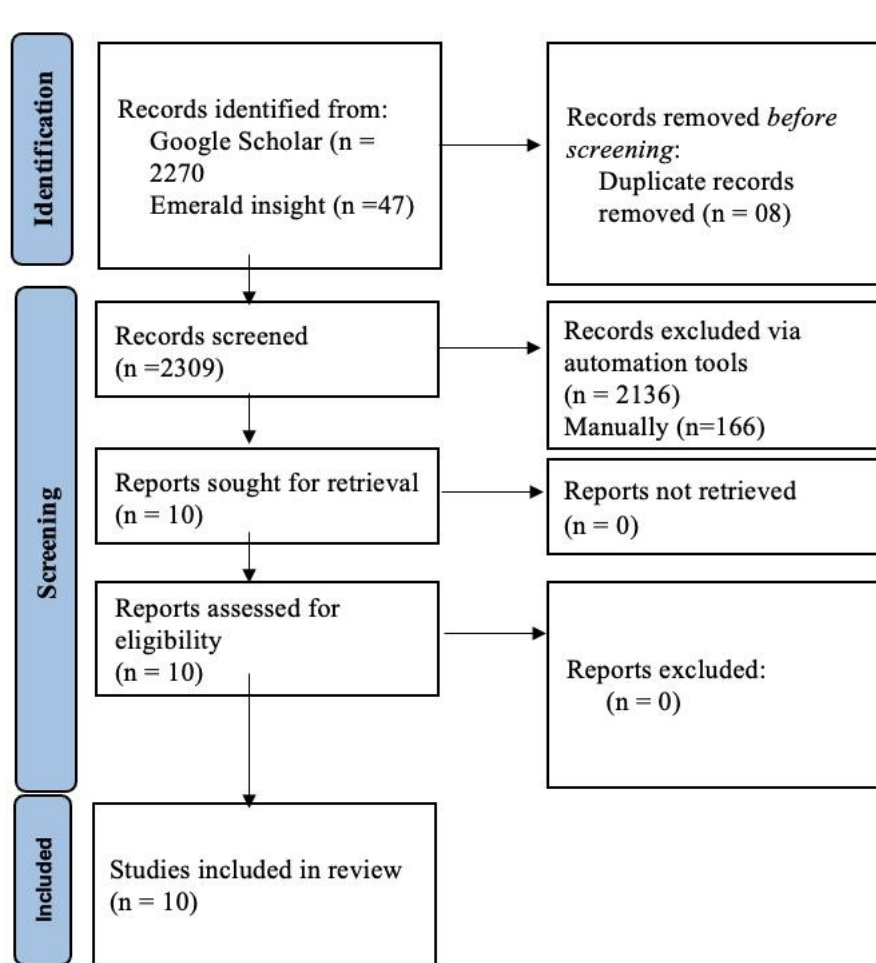 Identification
Records identified from:
Google Scholar (n =
2270
Emerald insight (n =47)
Records removed before
screening:
Duplicate records
removed (n = 08)
Screening
Records screened
(n =2309)
Records excluded via
automation tools
(n = 2136)
Manually (n=166)
Reports sought for retrieval
(n = 10)
Reports not retrieved
(n = 0)
Reports assessed for
eligibility
(n = 10)
Reports excluded:
(n = 0)
Included
Studies included in review
(n = 10)